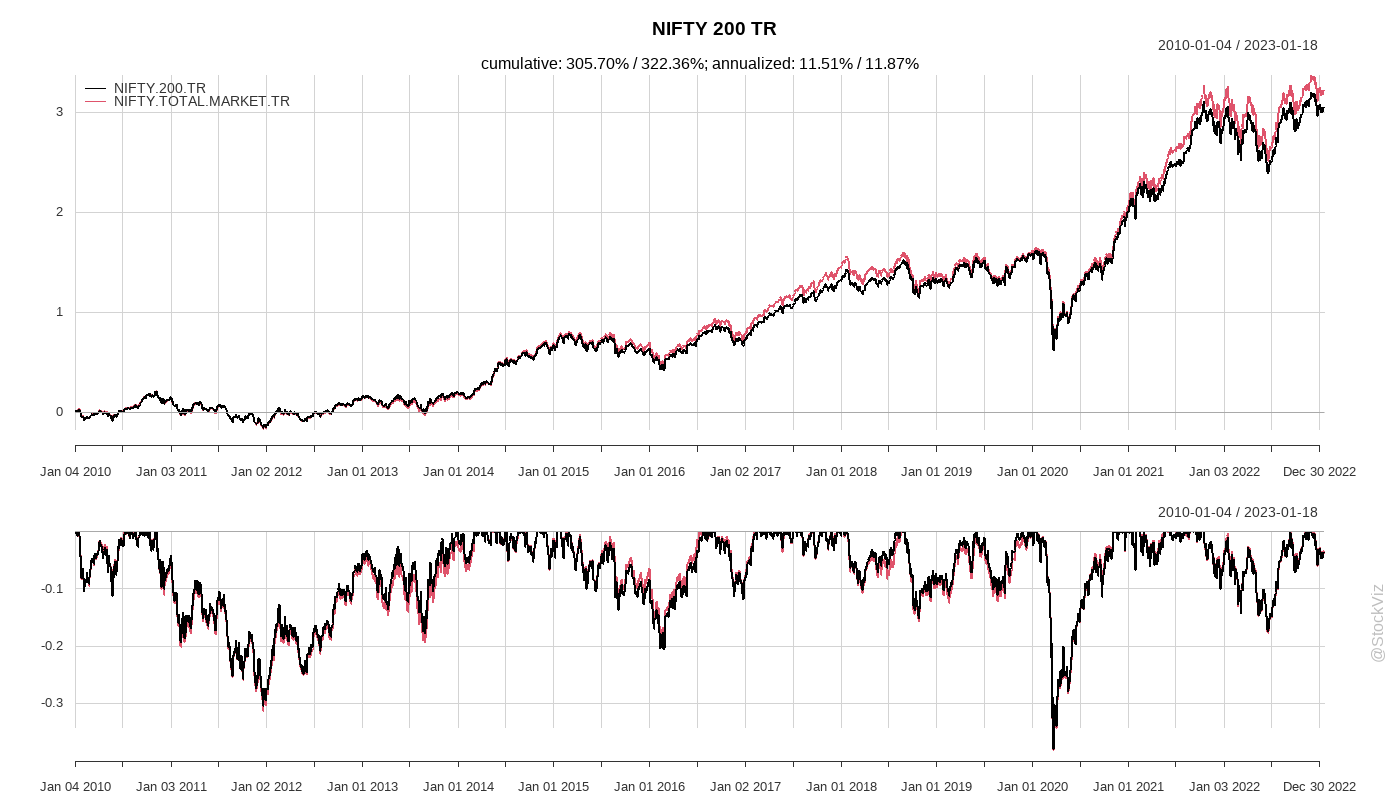 NIFTY 200 TR
2010-01-04 / 2023-01-18
cumulative: 305.70% / 322.36%; annualized: 11.51% / 11.87%
NIFTY.200.TR
NIFTY.TOTAL.MARKET.TR
3
2
1
0
Jan 04 2010 Jan 03 2011 Jan 02 2012 Jan 01 2013 Jan 01 2014 Jan 01 2015 Jan 01 2016 Jan 02 2017 Jan 01 2018 Jan 01 2019 Jan 01 2020 Jan 01 2021 Jan 03 2022 Dec 30 2022
2010-01-04 / 2023-01-18
-0.1
-0.2
-0.3
Jan 04 2010 Jan 03 2011 Jan 02 2012 Jan 01 2013 Jan 01 2014 Jan 01 2015 Jan 01 2016 Jan 02 2017 Jan 01 2018 Jan 01 2019 Jan 01 2020 Jan 01 2021 Jan 03 2022 Dec 30 2022
@StockViz